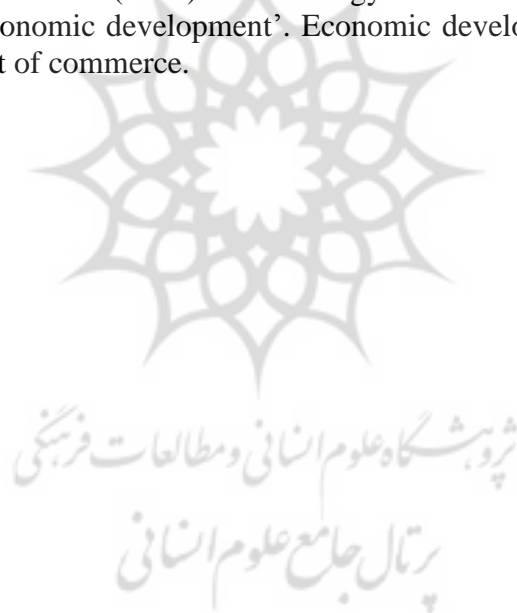 onomic development’. Economic develo
t of commerce.
پژوهشگاه علوم انسانی و مطالعات فرهنگی
پرتال جامع علوم انسانی